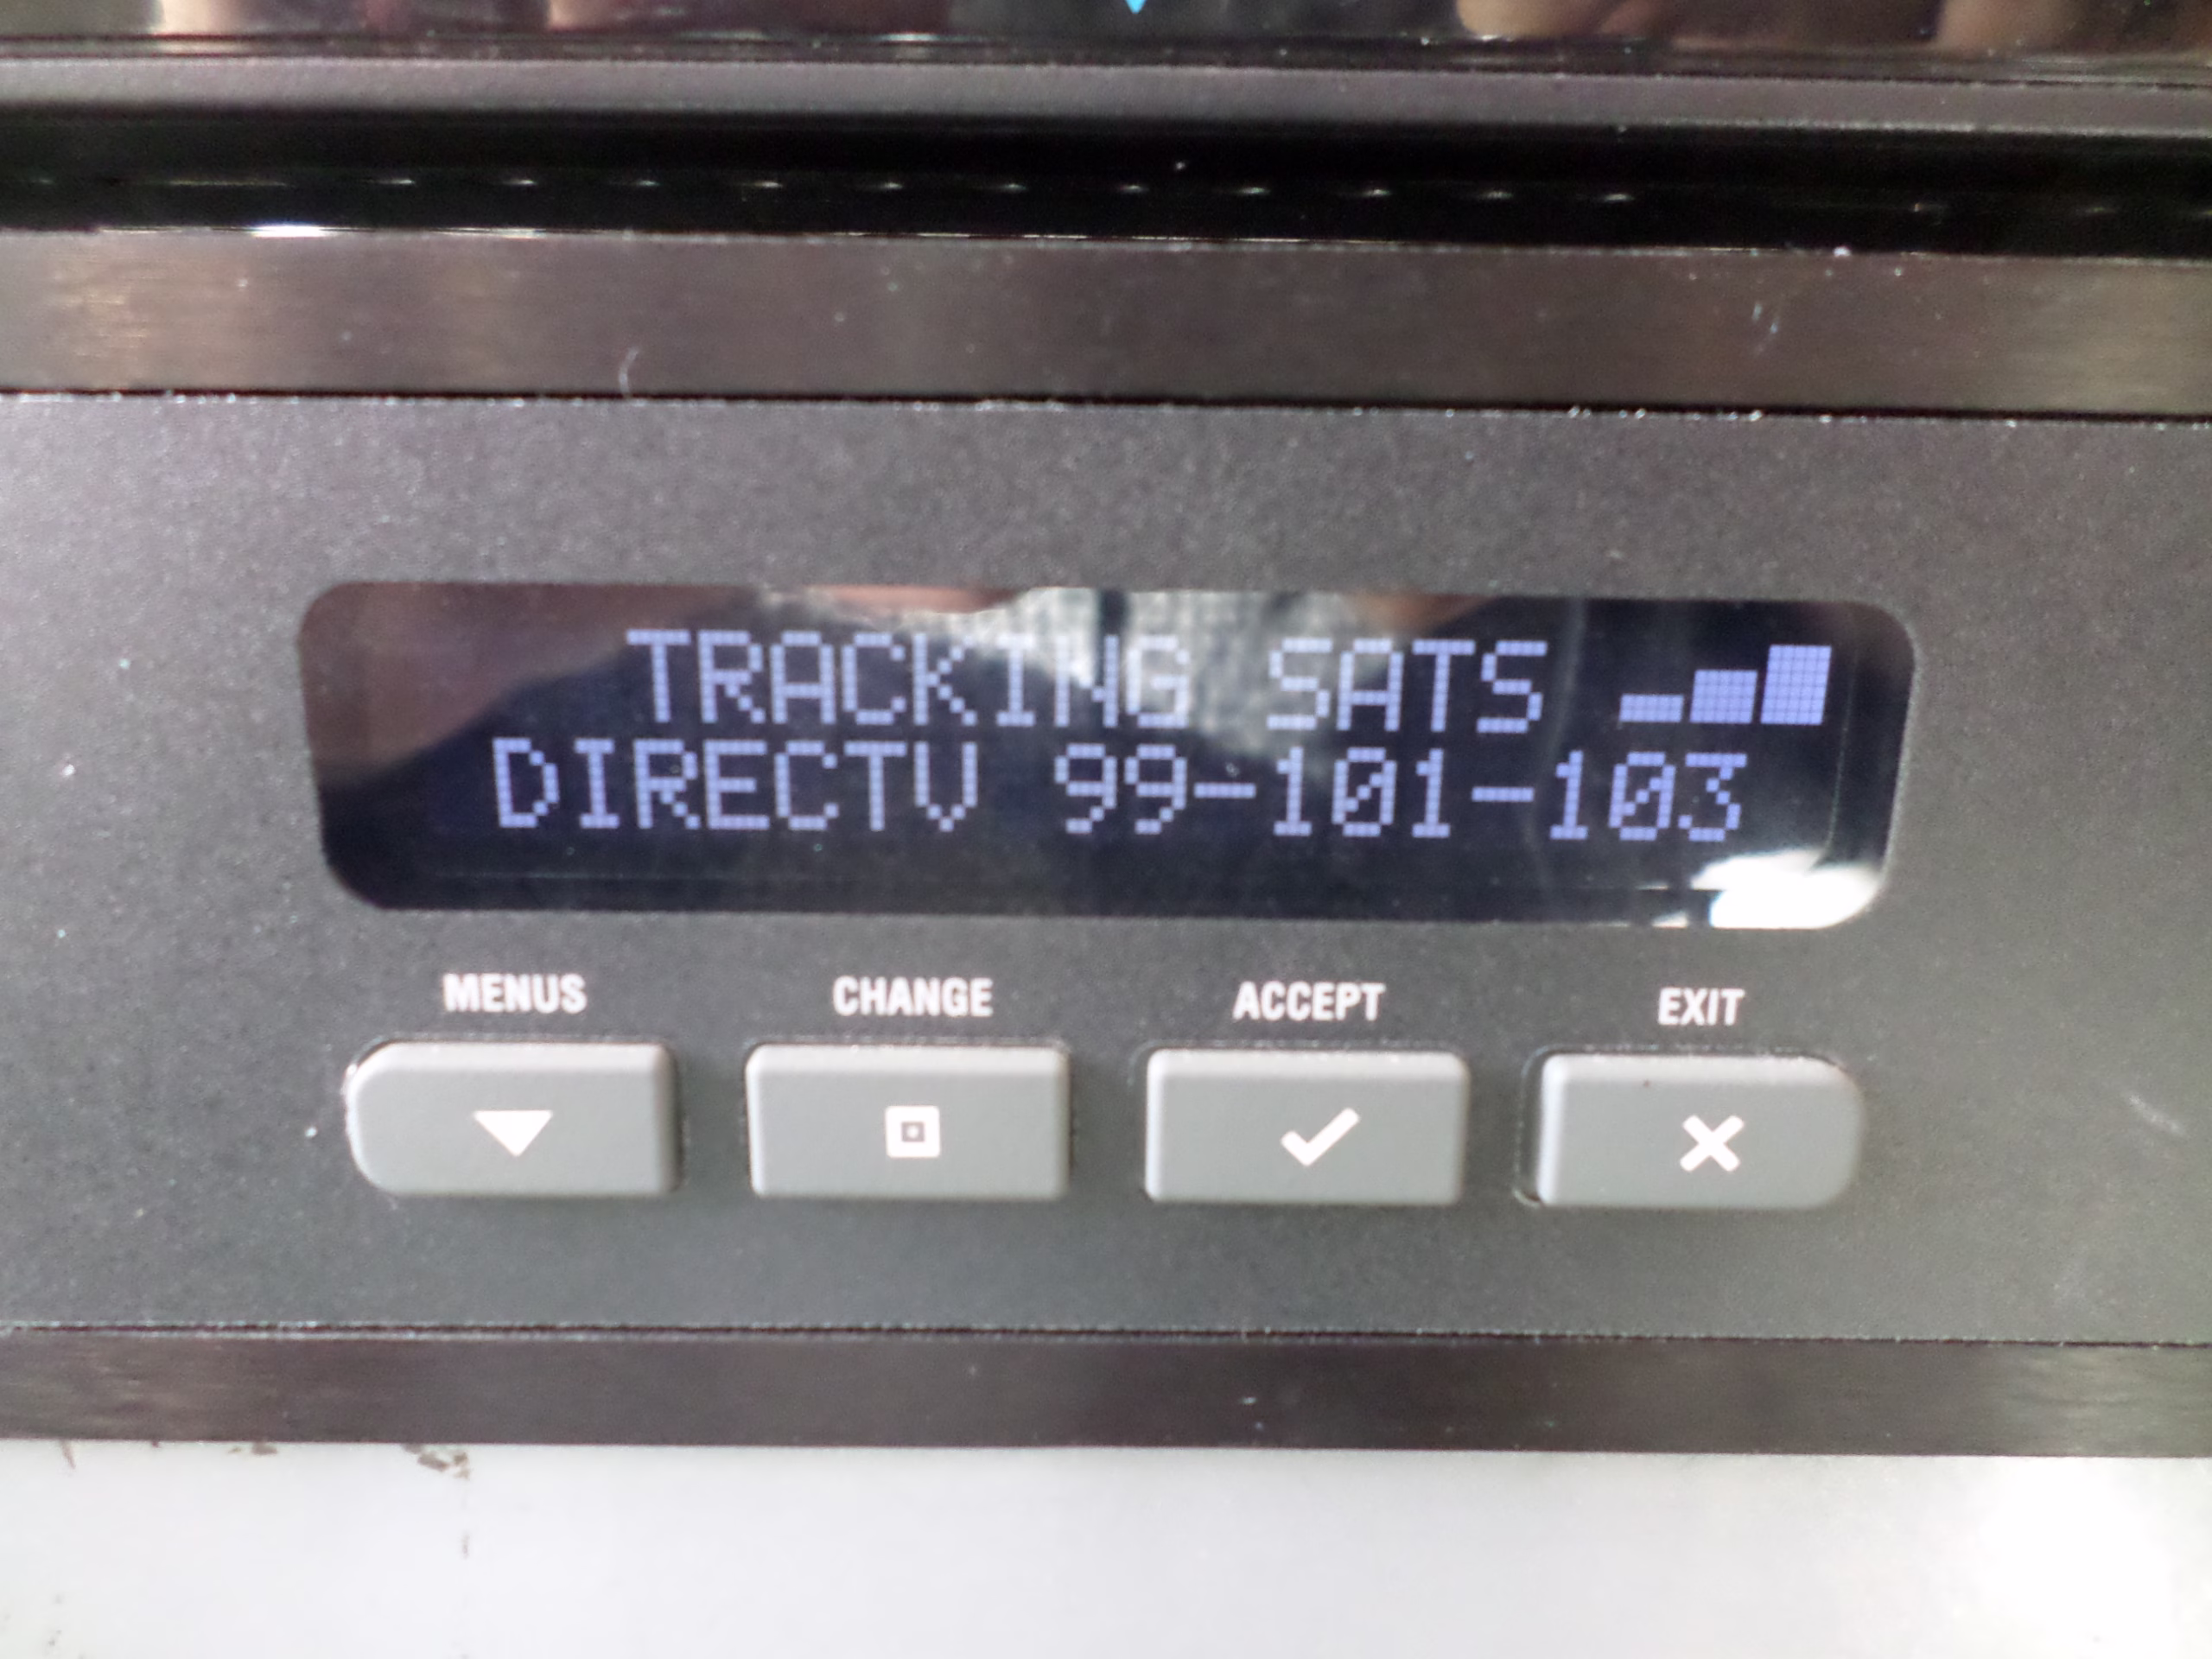 TRACKING SATS
DIRECTV 99-101-103
MENUS CHANGE ACCEPT EXIT